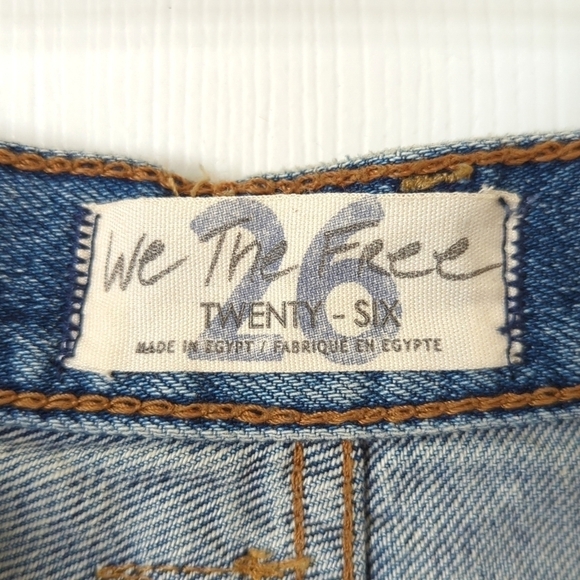 26
We The Free
TWENTY - SIX
MADE IN EGYPT / FABRIQUE EN EGYPTE